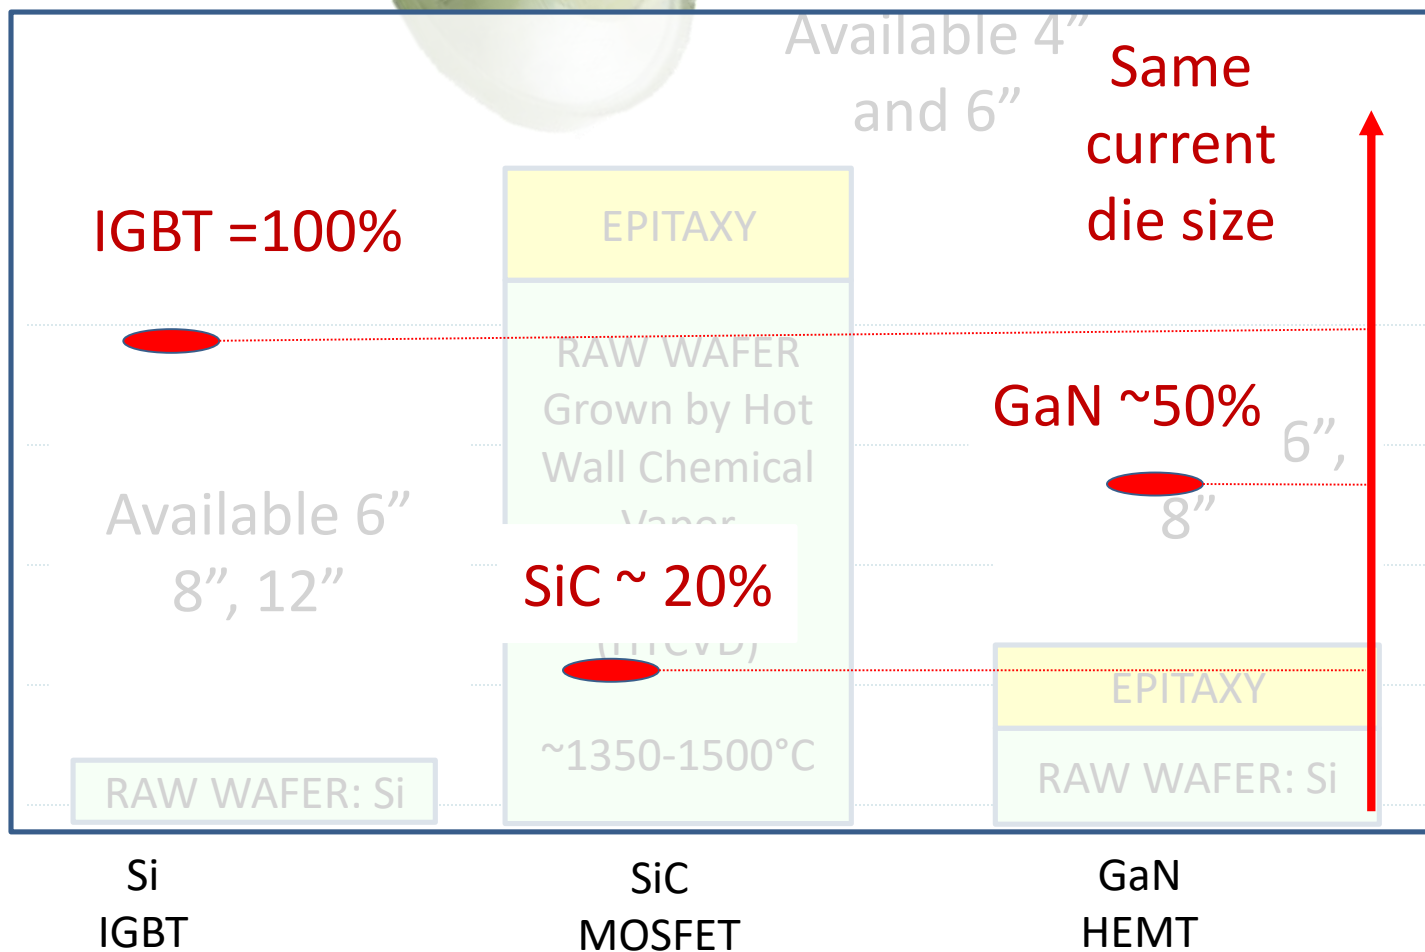 Available 4”
and 6”
Same
current
die size
IGBT =100%
EPITAXY
RAW WAFER
Grown by Hot
Wall Chemical
Vapor
(HTCVD)
~1350-1500°C
GaN ~50%
6”,
8”
Available 6”
8”, 12”
SiC ~ 20%
EPITAXY
RAW WAFER: Si
RAW WAFER: Si
Si
IGBT
SiC
MOSFET
GaN
HEMT